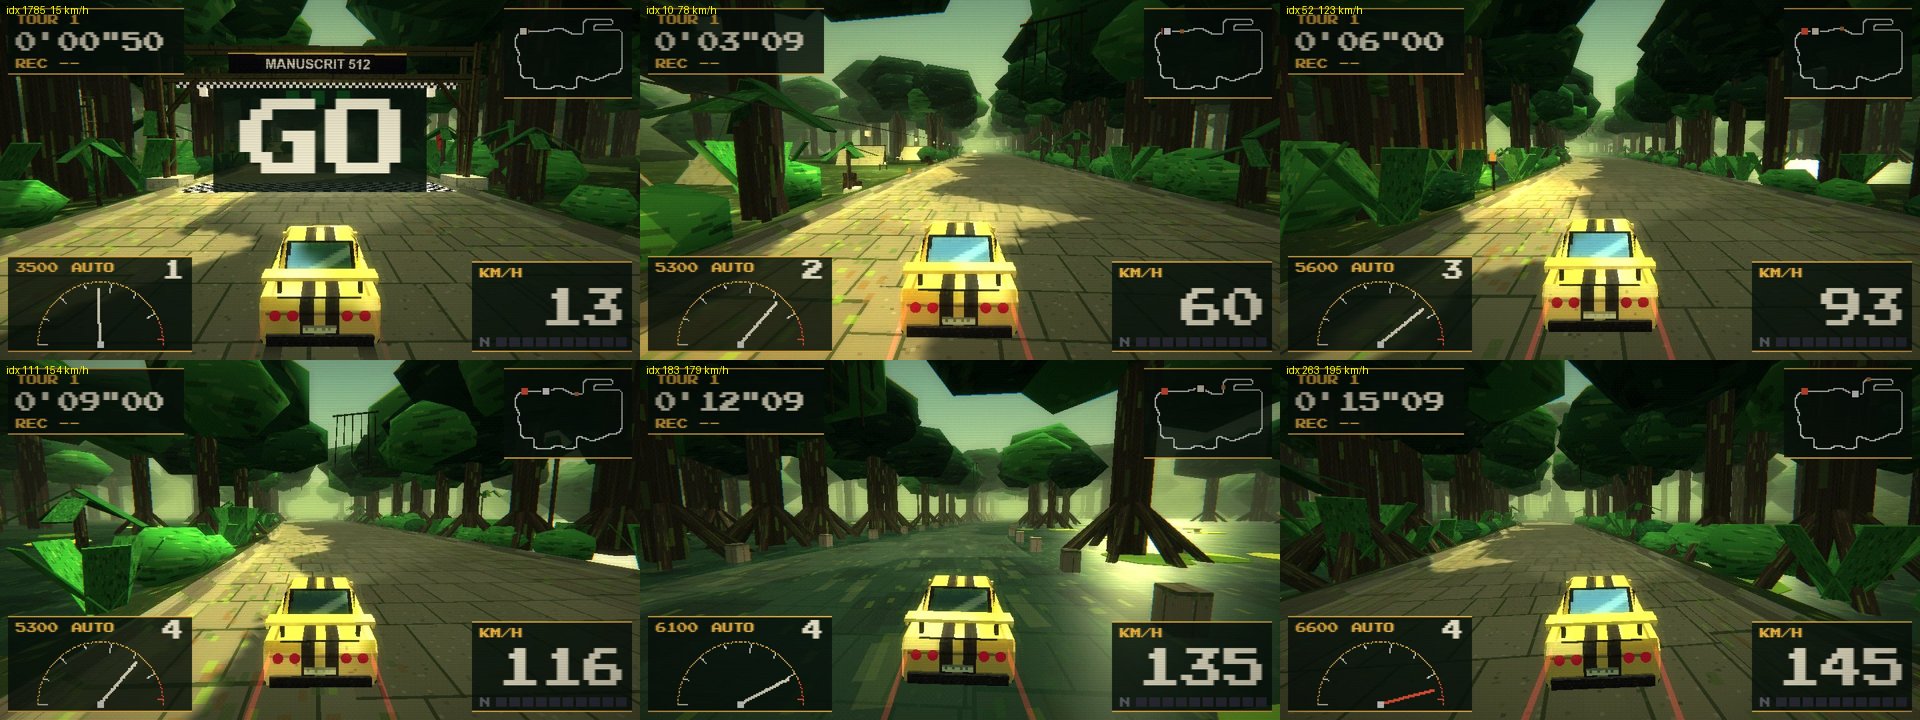 idx 1785 15 km/h
TOUR 1
0'00"50
REC --
MANUSCRIT 512
GO
3500 AUTO 1
KM/H
13
N
idx 10 78 km/h
TOUR 1
0'03"09
REC --
5300 AUTO 2
KM/H
60
N
idx 52 123 km/h
TOUR 1
0'06"00
REC --
5600 AUTO 3
KM/H
93
N
idx 111 154 km/h
TOUR 1
0'09"00
REC --
5300 AUTO 4
KM/H
116
N
idx 183 179 km/h
TOUR 1
0'12"09
REC --
6100 AUTO 4
KM/H
135
N
idx 263 195 km/h
TOUR 1
0'15"09
REC --
6600 AUTO 4
KM/H
145
N